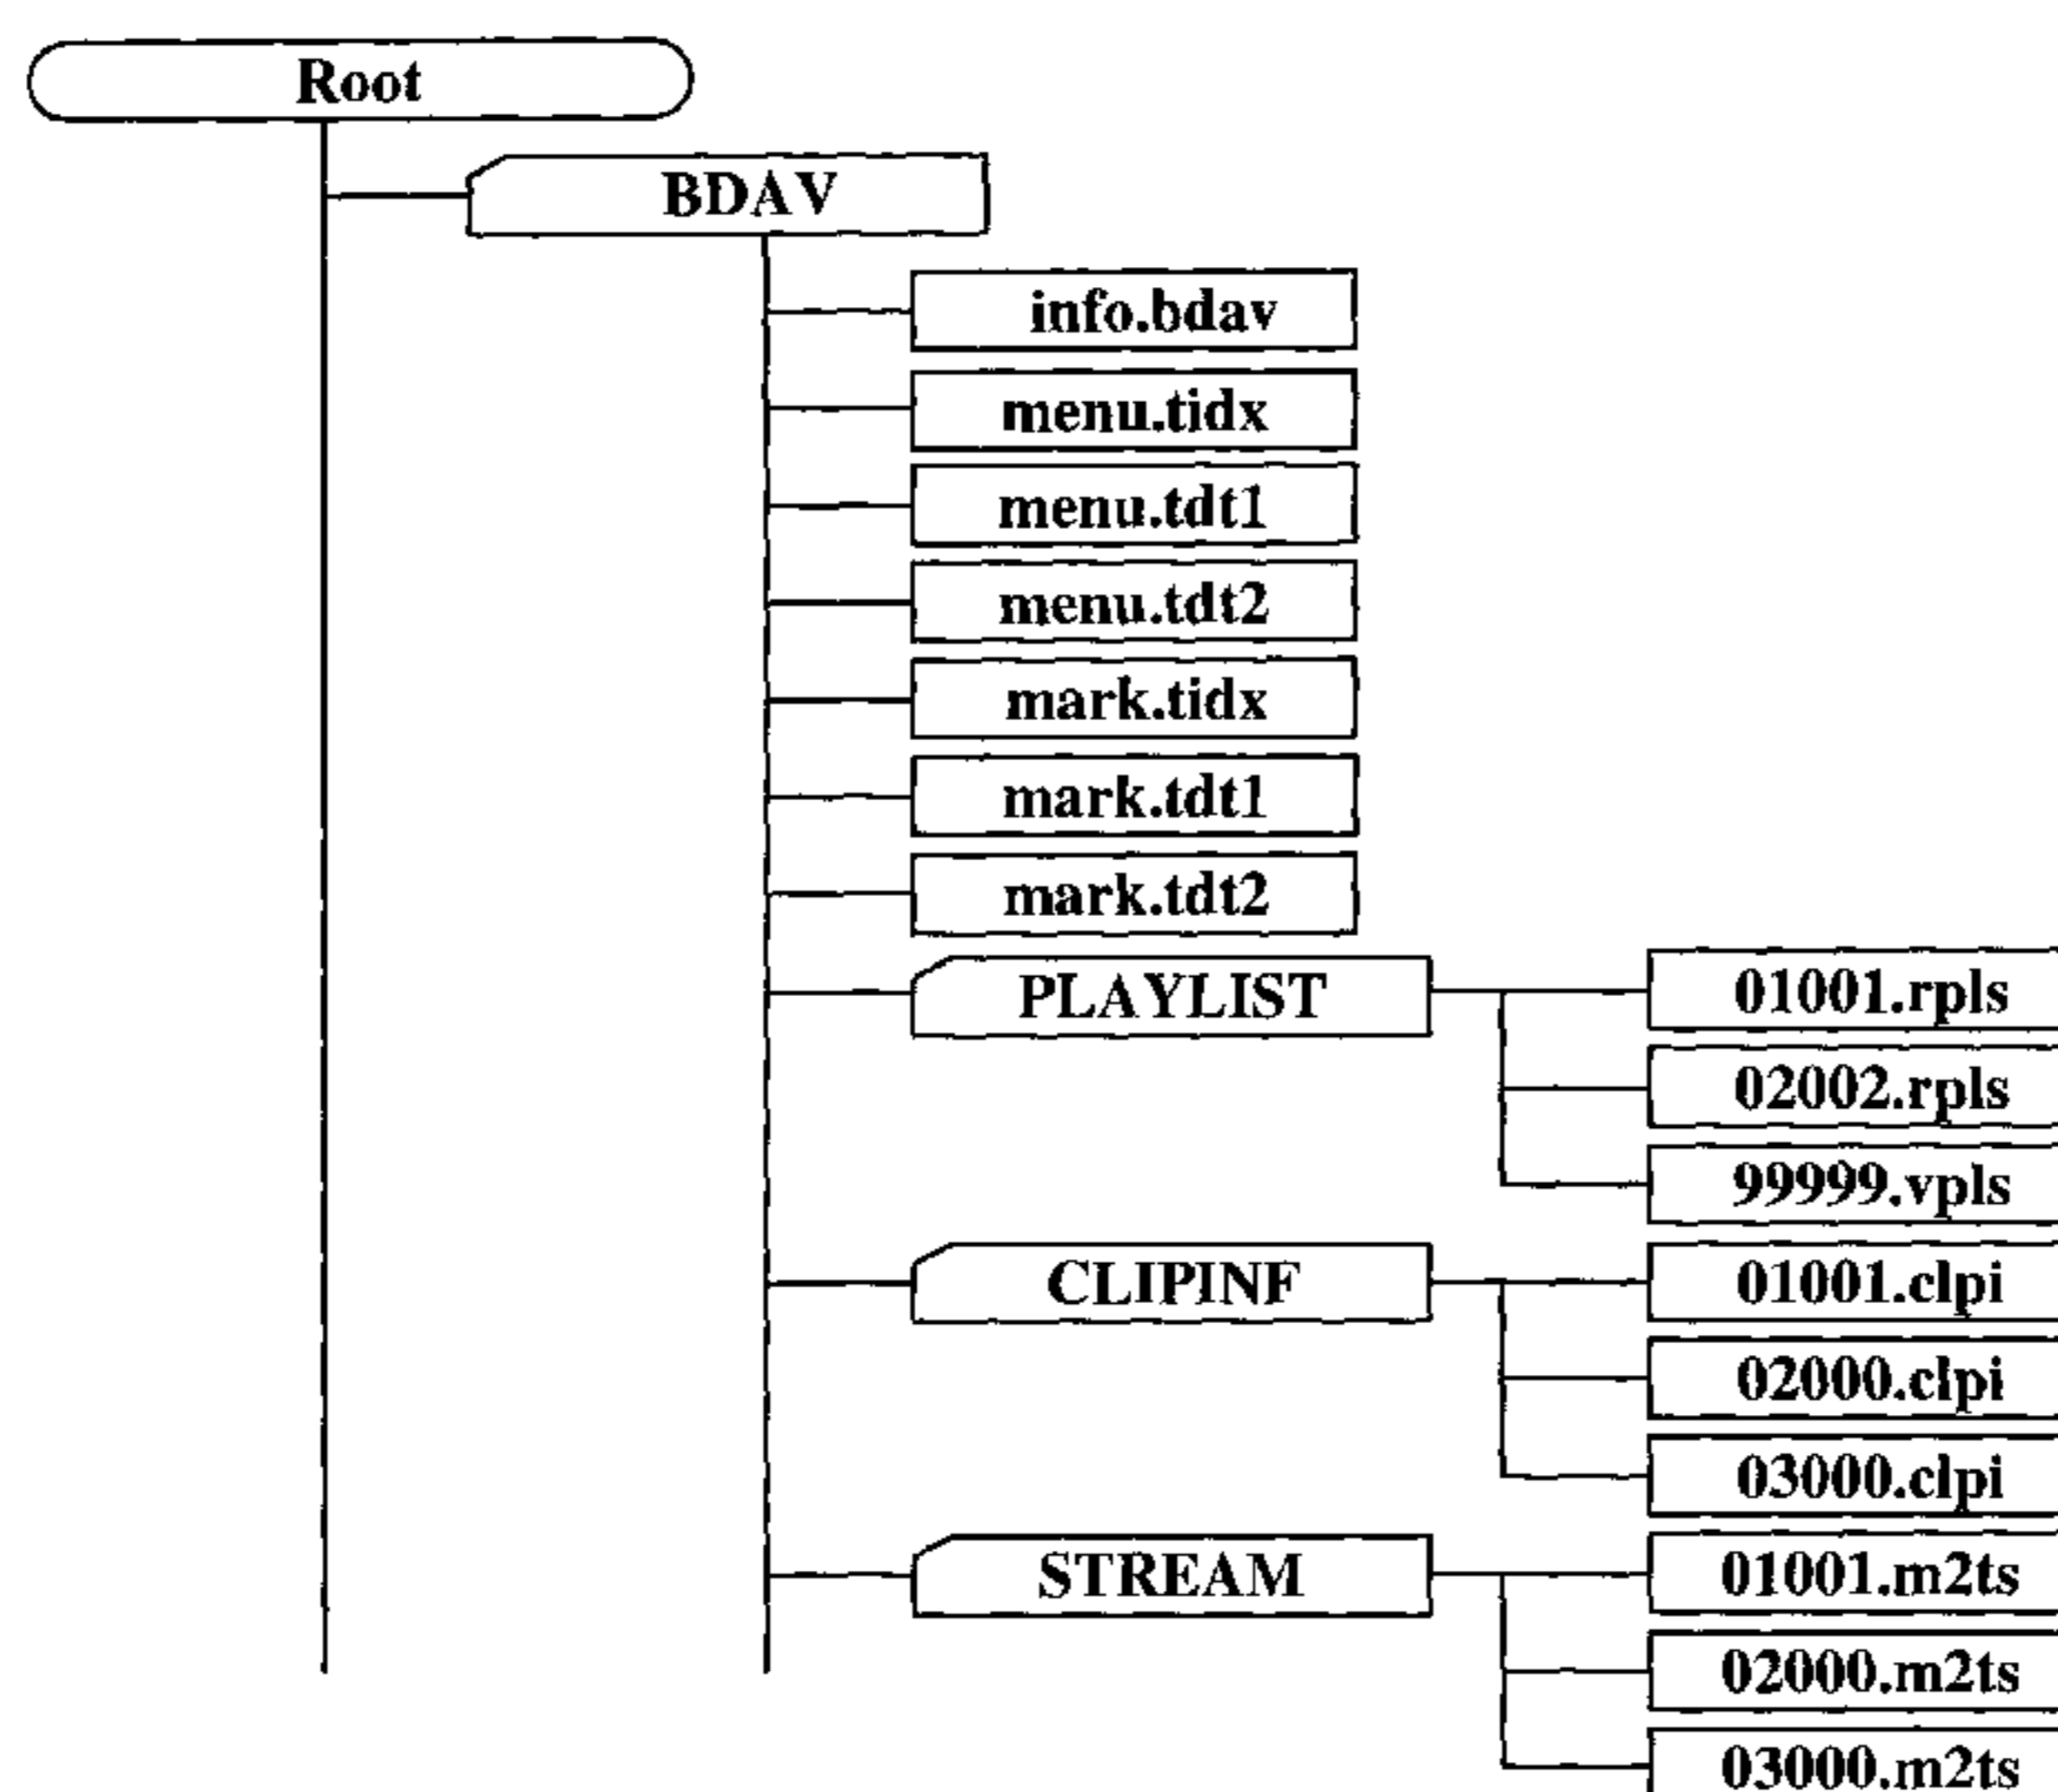 Root
BDAV
info.bdav
menu.tidx
menu.tdt1
menu.tdt2
mark.tidx
mark.tdt1
mark.tdt2
PLAYLIST
01001.rpls
02002.rpls
99999.vpls
CLIPINF
01001.clpi
02000.clpi
03000.clpi
STREAM
01001.m2ts
02000.m2ts
03000.m2ts